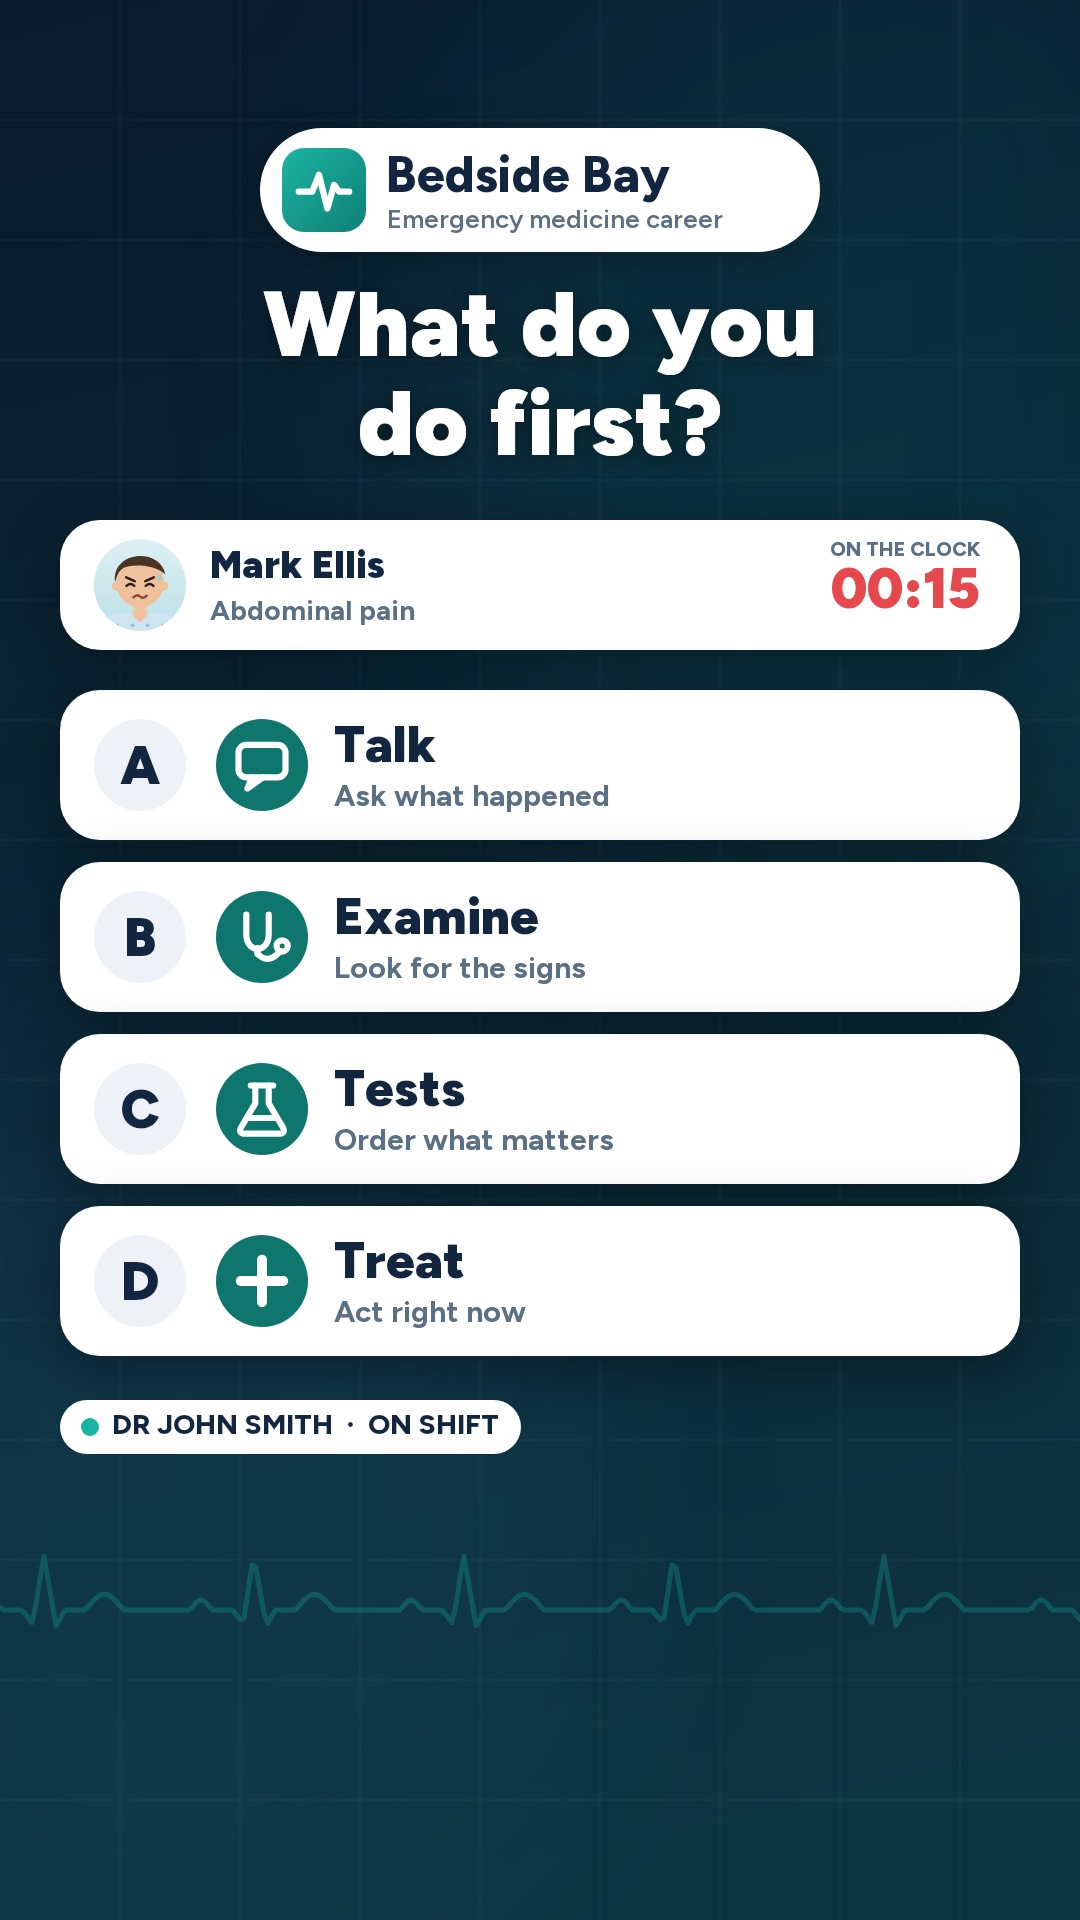 Bedside Bay
Emergency medicine career
What do you
do first?
Mark Ellis
Abdominal pain
ON THE CLOCK
00:15
A
Talk
Ask what happened
B
Examine
Look for the signs
C
Tests
Order what matters
D
Treat
Act right now
DR JOHN SMITH · ON SHIFT